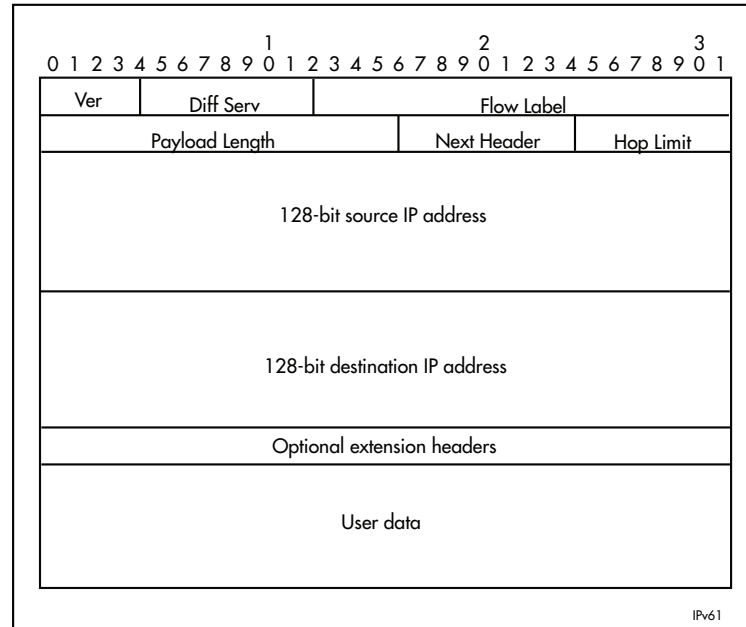 1 2 3
0 1 2 3 4 5 6 7 8 9 0 1 2 3 4 5 6 7 8 9 0 1 2 3 4 5 6 7 8 9 0 1
Ver Diff Serv Flow Label
Payload Length Next Header Hop Limit
128-bit source IP address
128-bit destination IP address
Optional extension headers
User data
IPv61